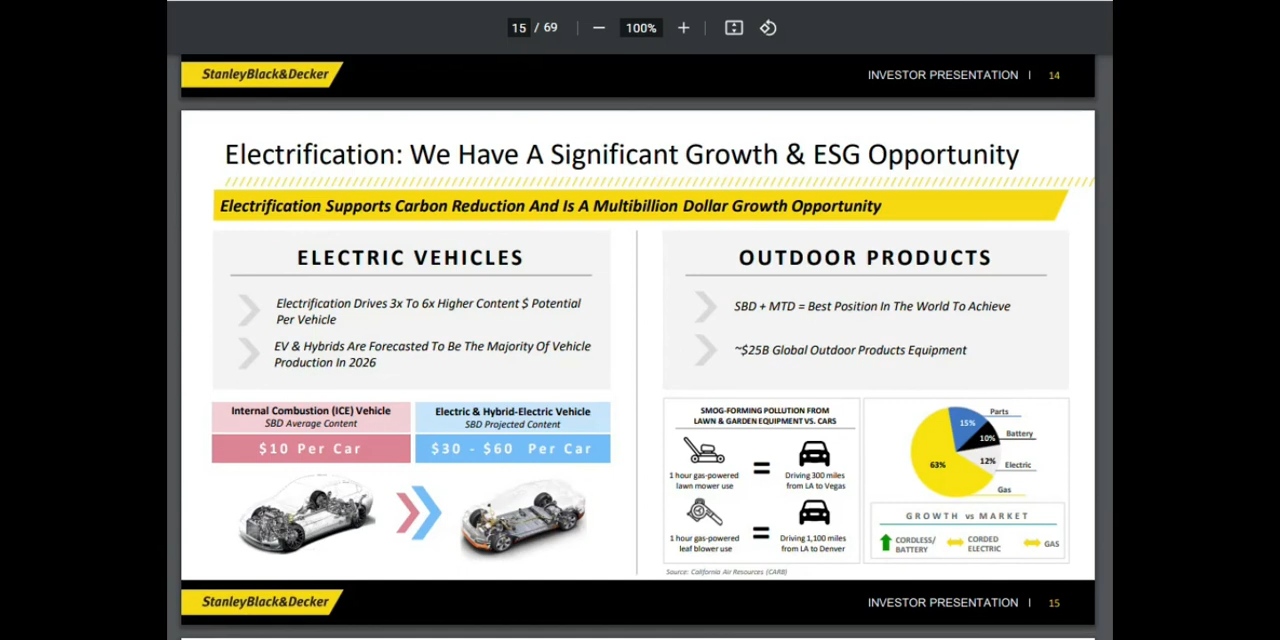 15 / 69
100%
StanleyBlack&Decker
INVESTOR PRESENTATION | 14
Electrification: We Have A Significant Growth & ESG Opportunity
Electrification Supports Carbon Reduction And Is A Multibillion Dollar Growth Opportunity
ELECTRIC VEHICLES
Electrification Drives 3x To 6x Higher Content $ Potential
Per Vehicle
EV & Hybrids Are Forecasted To Be The Majority Of Vehicle
Production In 2026
Internal Combustion (ICE) Vehicle
SBD Average Content
$10 Per Car
Electric & Hybrid-Electric Vehicle
SBD Projected Content
$30 - $60 Per Car
OUTDOOR PRODUCTS
SBD + MTD = Best Position In The World To Achieve
~$25B Global Outdoor Products Equipment
SMOG-FORMING POLLUTION FROM
LAWN & GARDEN EQUIPMENT VS. CARS
1 hour gas-powered
lawn mower use
=
Driving 300 miles
from LA to Vegas
1 hour gas-powered
leaf blower use
=
Driving 1,100 miles
from LA to Denver
Source: California Air Resources (CARB)
Parts
15%
Battery
10%
Electric
12%
Gas
63%
GROWTH vs MARKET
CORDLESS/
BATTERY
CORDED
ELECTRIC
GAS
StanleyBlack&Decker
INVESTOR PRESENTATION | 15